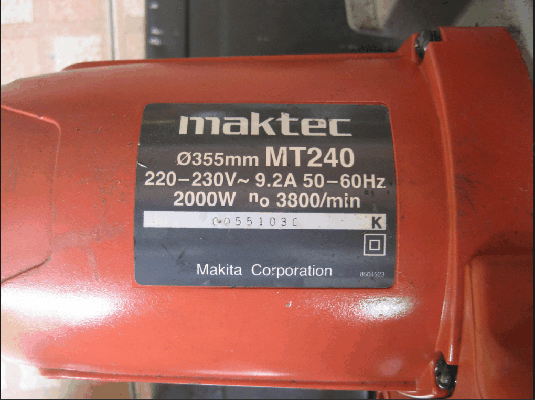 maktec
Ø355mm MT240
220–230V~ 9.2A 50–60Hz
2000W no 3800/min
K
Makita Corporation